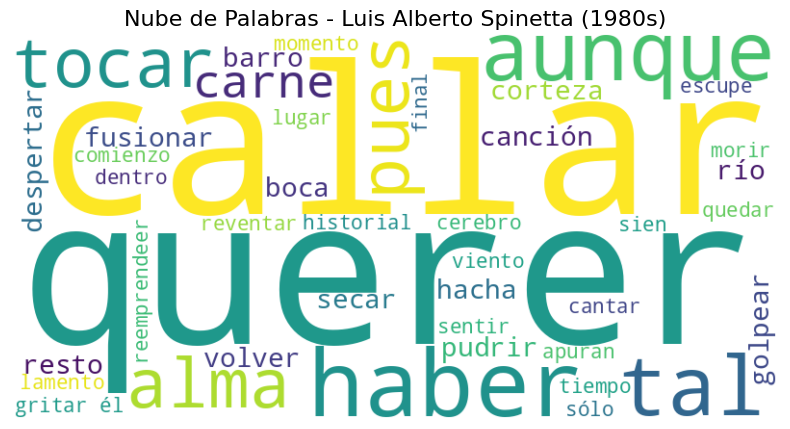 Nube de Palabras - Luis Alberto Spinetta (1980s)
tocar
barro
momento
carne
pues
aunque
corteza
escupe
final
lugar
despertar
callar
fusionar
comienzo
dentro
boca
canción
morir
río
quedar
reventar
historial
cerebro
sien
querer
reemprendeer
viento
secar
hacha
cantar
golpear
sentir
pudrir
apuran
resto
volver
lamento
alma
haber
tiempo
tal
gritar él
sólo